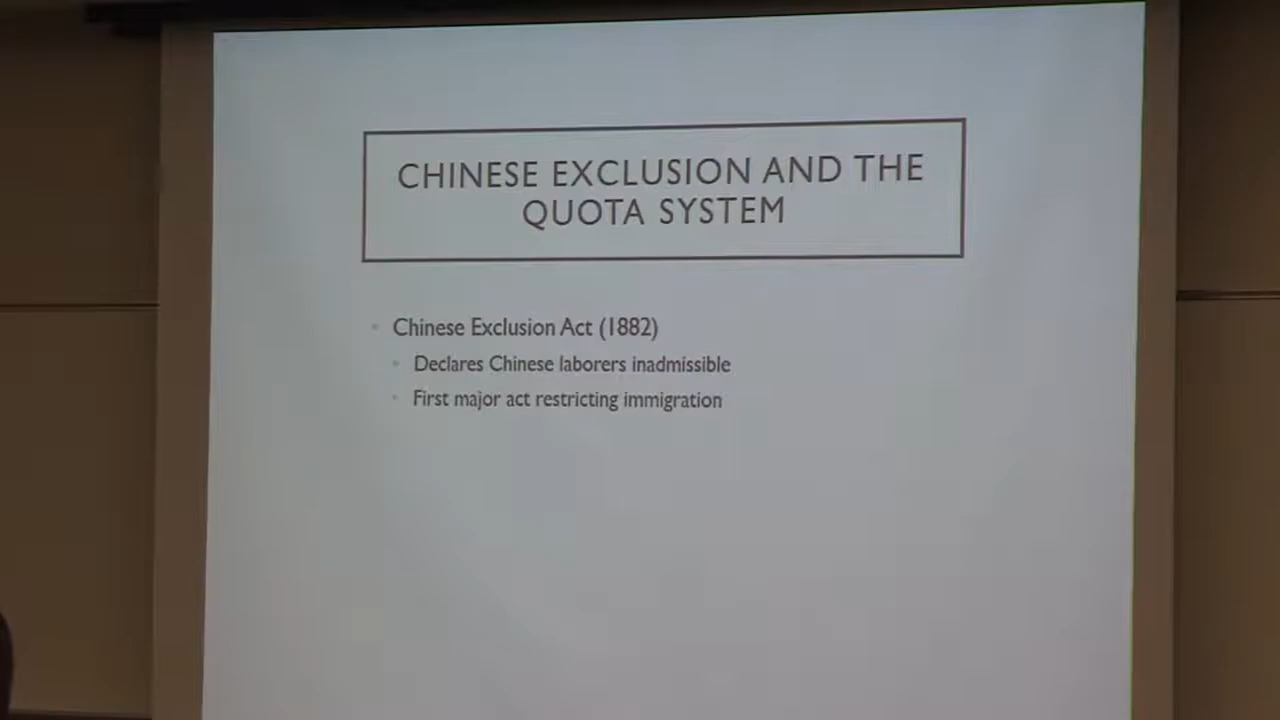 CHINESE EXCLUSION AND THE
QUOTA SYSTEM
Chinese Exclusion Act (1882)
Declares Chinese laborers inadmissible
First major act restricting immigration